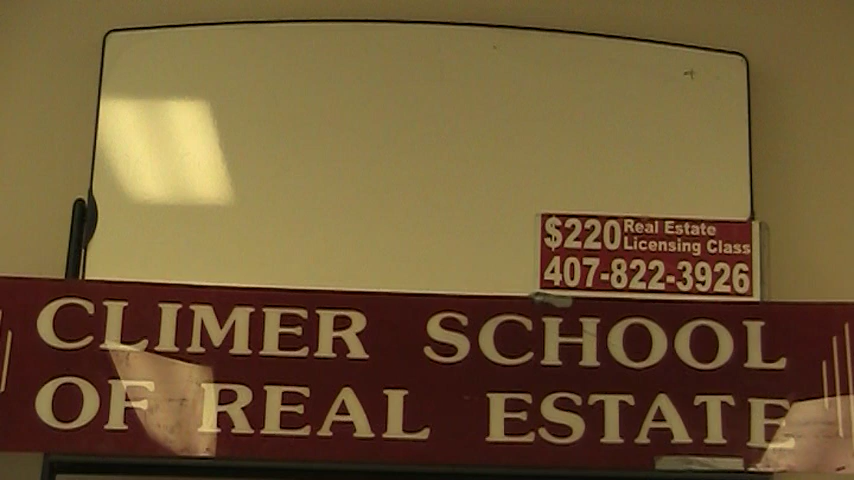 $220 Real Estate
Licensing Class
407-822-3926
CLIMER SCHOOL
OF REAL ESTATE